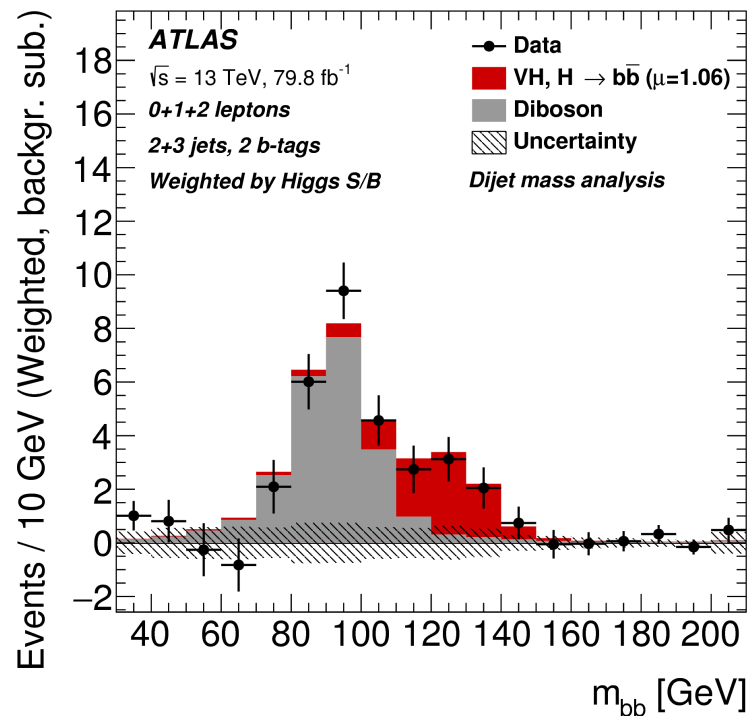 Events / 10 GeV (Weighted, backgr. sub.)
ATLAS
√s = 13 TeV, 79.8 fb⁻¹
0+1+2 leptons
2+3 jets, 2 b-tags
Weighted by Higgs S/B
Data
VH, H → bb̅ (μ=1.06)
Diboson
Uncertainty
Dijet mass analysis
18
16
14
12
10
8
6
4
2
0
−2
40 60 80 100 120 140 160 180 200
m_bb [GeV]